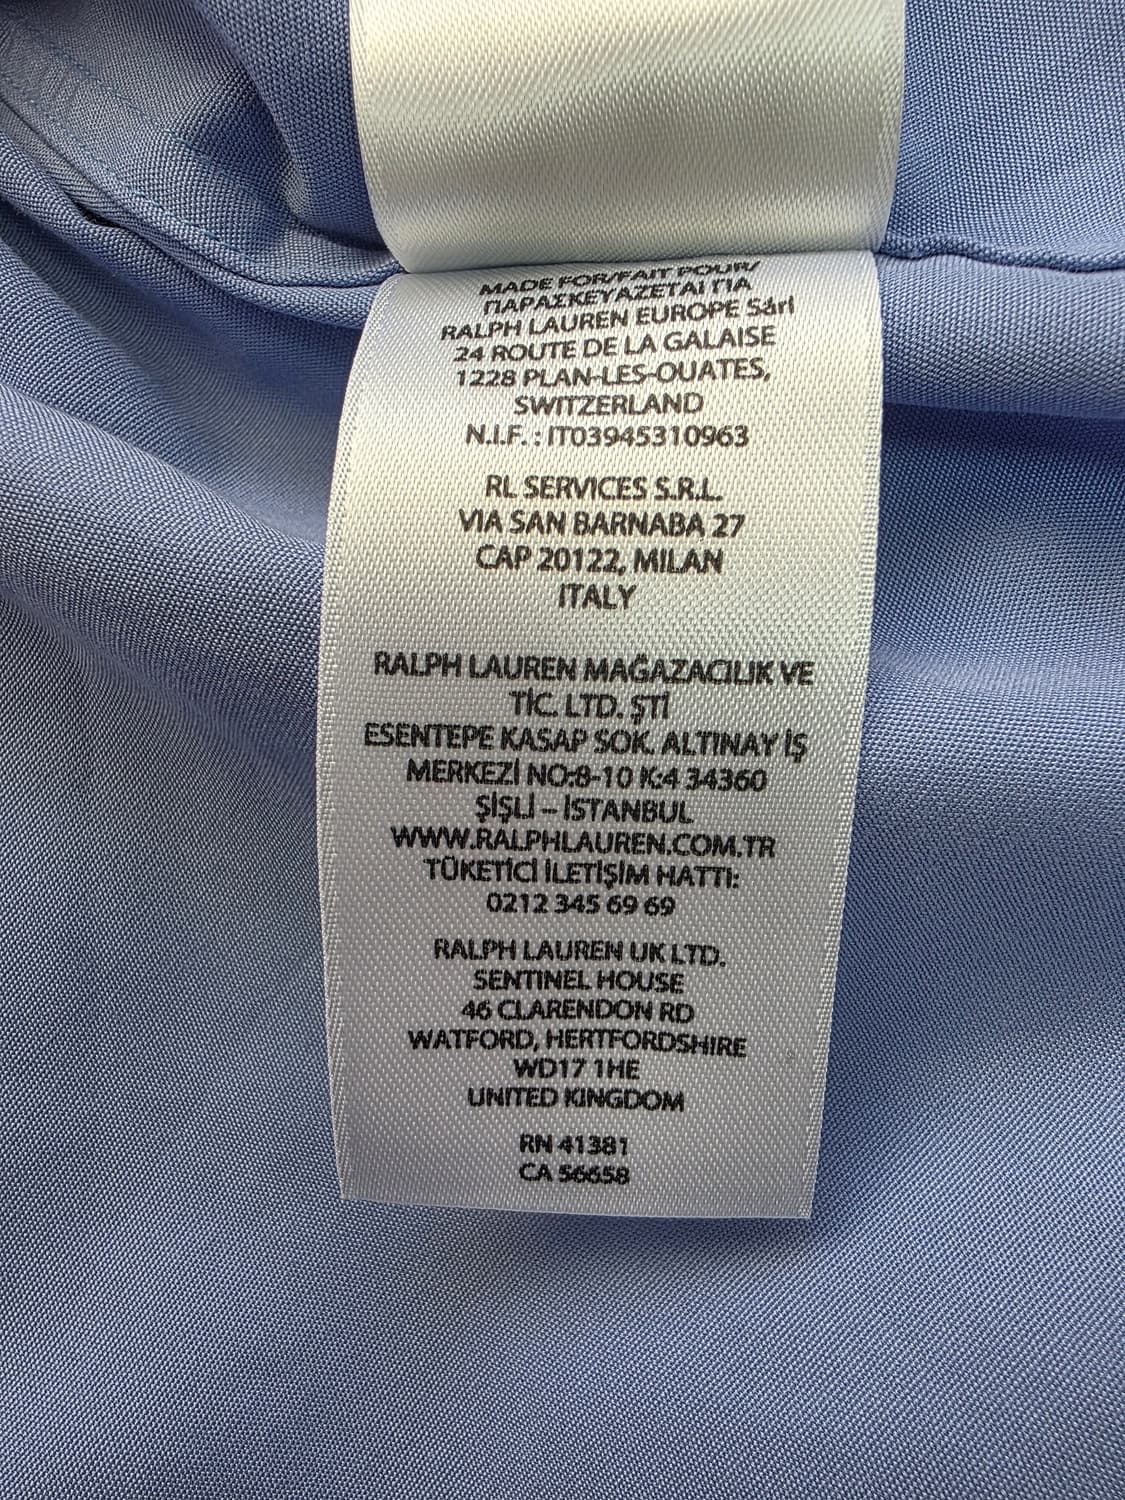 MADE FOR/FAIT POUR/
ΠΑΡΑΣΚΕΥΑΖΕΤΑΙ ΓΙΑ
RALPH LAUREN EUROPE Sárl
24 ROUTE DE LA GALAISE
1228 PLAN-LES-OUATES,
SWITZERLAND
N.I.F. : IT03945310963
RL SERVICES S.R.L.
VIA SAN BARNABA 27
CAP 20122, MILAN
ITALY
RALPH LAUREN MAĞAZACILIK VE
TİC. LTD. ŞTİ
ESENTEPE KASAP SOK. ALTINAY İŞ
MERKEZİ NO:8-10 K:4 34360
ŞİŞLİ – İSTANBUL
WWW.RALPHLAUREN.COM.TR
TÜKETİCİ İLETİŞİM HATTI:
0212 345 69 69
RALPH LAUREN UK LTD.
SENTINEL HOUSE
46 CLARENDON RD
WATFORD, HERTFORDSHIRE
WD17 1HE
UNITED KINGDOM
RN 41381
CA 56658